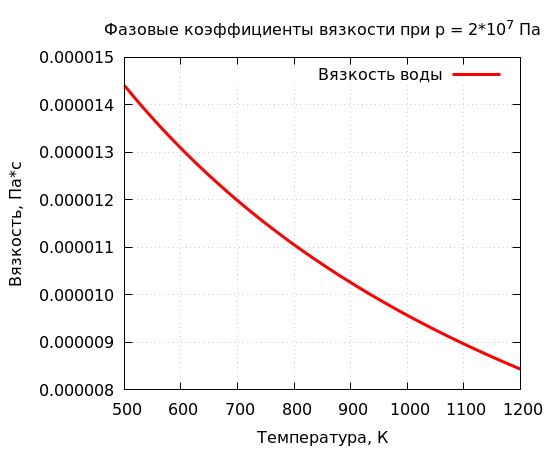 Фазовые коэффициенты вязкости при p = 2*10⁷ Па
Вязкость воды
0.000015
0.000014
0.000013
0.000012
0.000011
0.000010
0.000009
0.000008
Вязкость, Па*с
500 600 700 800 900 1000 1100 1200
Температура, К